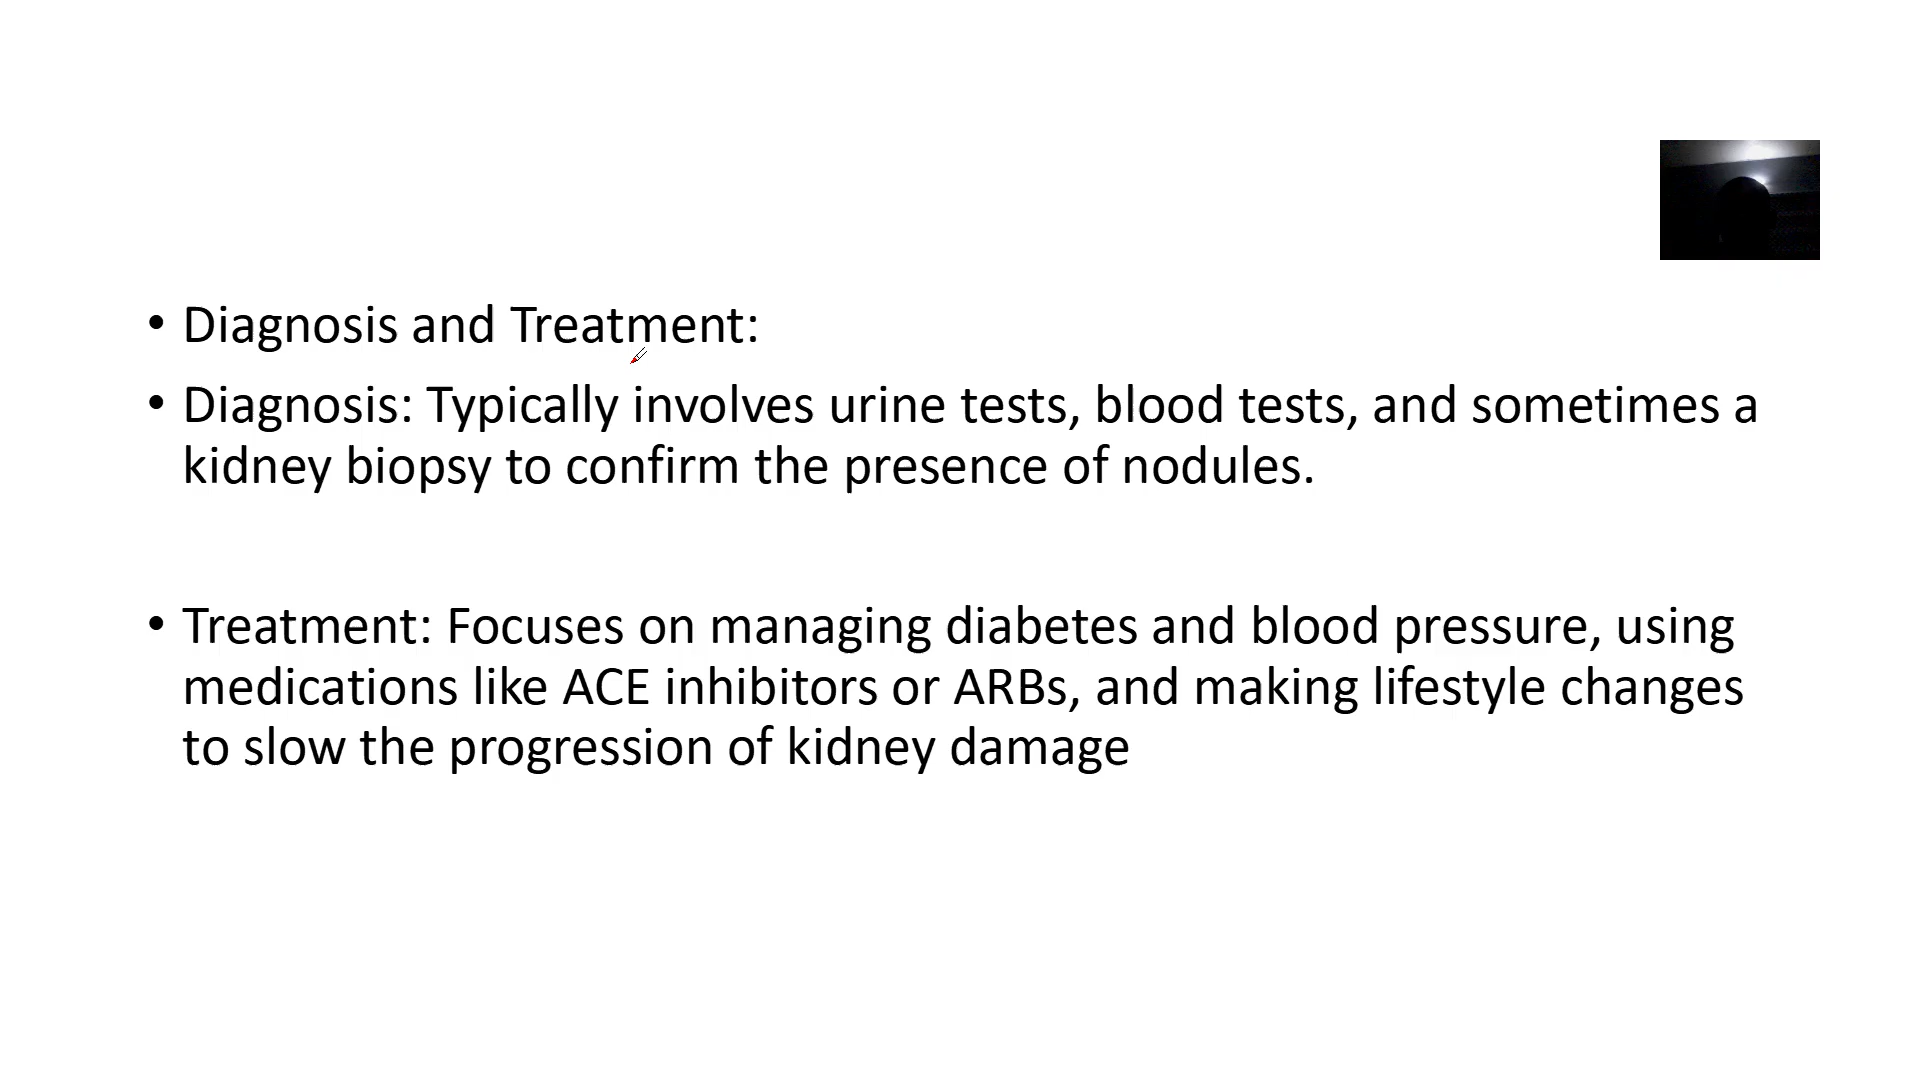 • Diagnosis and Treatment:
• Diagnosis: Typically involves urine tests, blood tests, and sometimes a
kidney biopsy to confirm the presence of nodules.
• Treatment: Focuses on managing diabetes and blood pressure, using
medications like ACE inhibitors or ARBs, and making lifestyle changes
to slow the progression of kidney damage